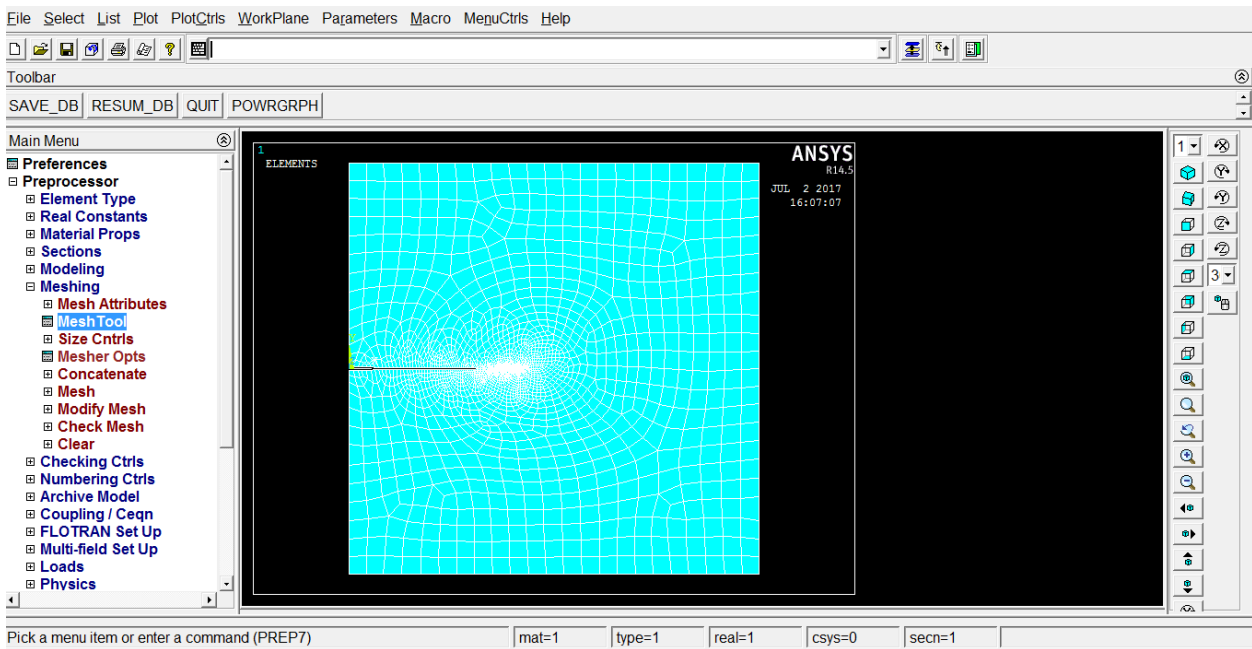 File Select List Plot PlotCtrls WorkPlane Parameters Macro MenuCtrls Help
Toolbar
SAVE_DB RESUM_DB QUIT POWRGRPH
Main Menu
Preferences
Preprocessor
Element Type
Real Constants
Material Props
Sections
Modeling
Meshing
Mesh Attributes
MeshTool
Size Cntrls
Mesher Opts
Concatenate
Mesh
Modify Mesh
Check Mesh
Clear
Checking Ctrls
Numbering Ctrls
Archive Model
Coupling / Ceqn
FLOTRAN Set Up
Multi-field Set Up
Loads
Physics
1
ELEMENTS
ANSYS
R14.5
JUL 2 2017
16:07:07
1
3
Pick a menu item or enter a command (PREP7) mat=1 type=1 real=1 csys=0 secn=1